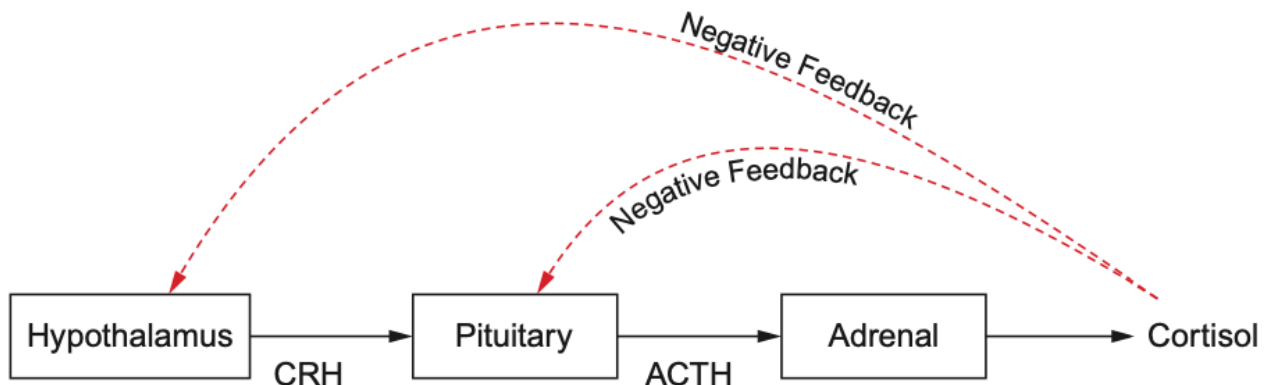 Negative Feedback
Negative Feedback
Hypothalamus
CRH
Pituitary
ACTH
Adrenal
Cortisol